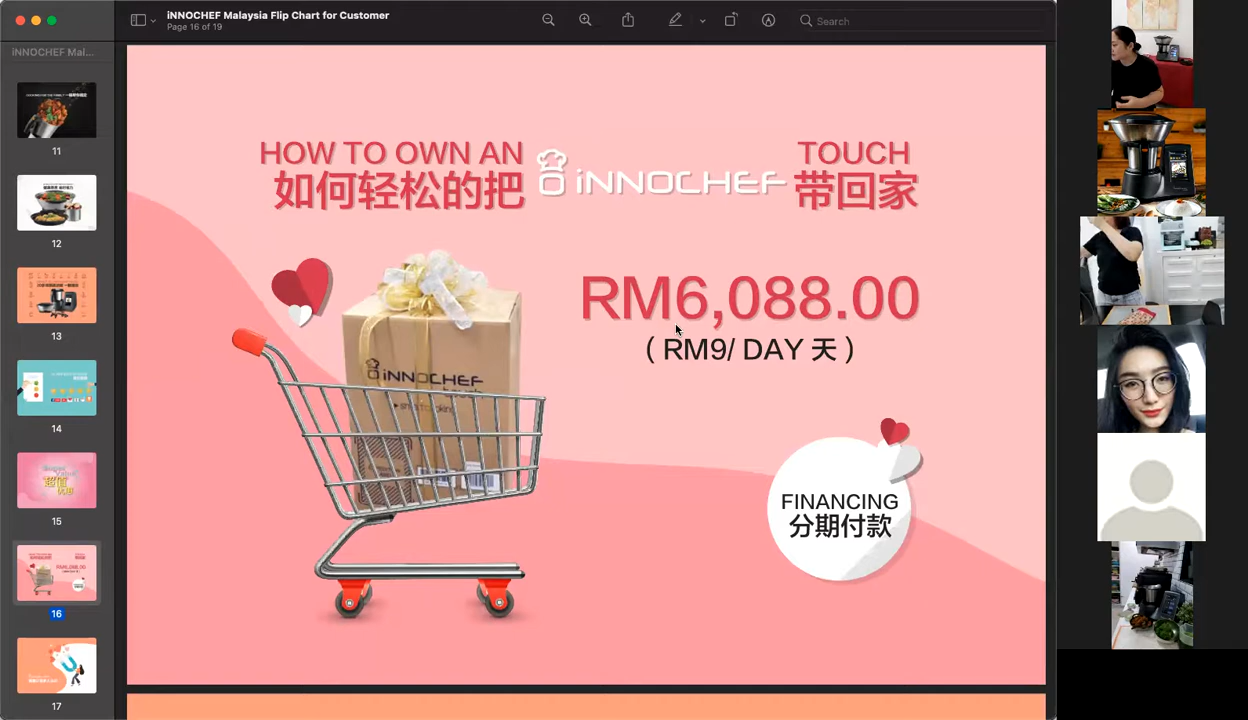 iNNOCHEF Malaysia Flip Chart for Customer
Page 16 of 19
Search
iNNOCHEF Mal...
11
12
13
14
15
16
17
HOW TO OWN AN iNNOCHEF TOUCH
如何轻松的把 带回家
RM6,088.00
( RM9/ DAY 天 )
iNNOCHEF
FINANCING
分期付款